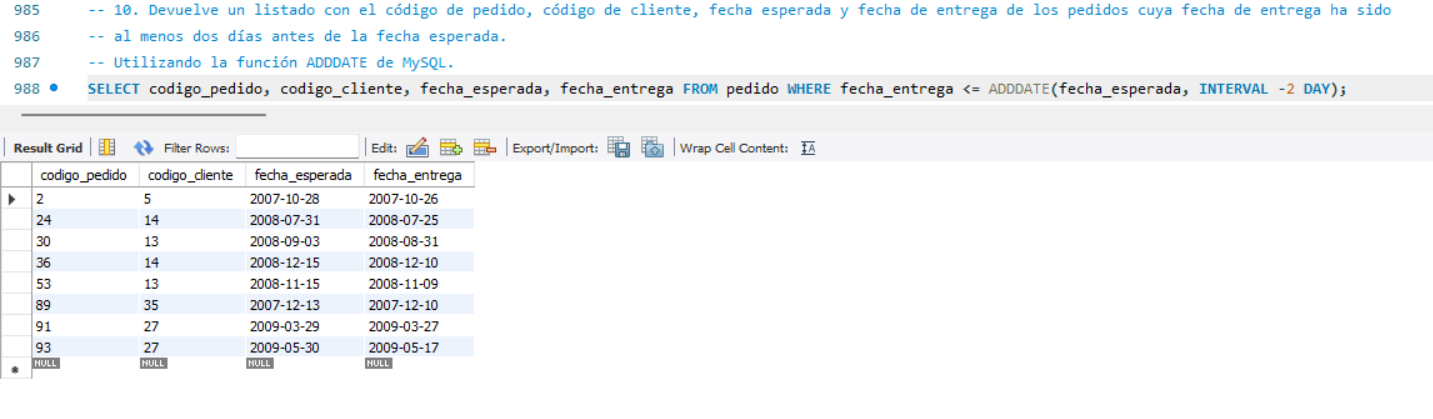 985 -- 10. Devuelve un listado con el código de pedido, código de cliente, fecha esperada y fecha de entrega de los pedidos cuya fecha de entrega ha sido
986 -- al menos dos días antes de la fecha esperada.
987 -- Utilizando la función ADDDATE de MySQL.
988 SELECT codigo_pedido, codigo_cliente, fecha_esperada, fecha_entrega FROM pedido WHERE fecha_entrega <= ADDDATE(fecha_esperada, INTERVAL -2 DAY);
Result Grid Filter Rows: Edit: Export/Import: Wrap Cell Content: IA
codigo_pedido codigo_cliente fecha_esperada fecha_entrega
2 5 2007-10-28 2007-10-26
24 14 2008-07-31 2008-07-25
30 13 2008-09-03 2008-08-31
36 14 2008-12-15 2008-12-10
53 13 2008-11-15 2008-11-09
89 35 2007-12-13 2007-12-10
91 27 2009-03-29 2009-03-27
93 27 2009-05-30 2009-05-17
NULL NULL NULL NULL